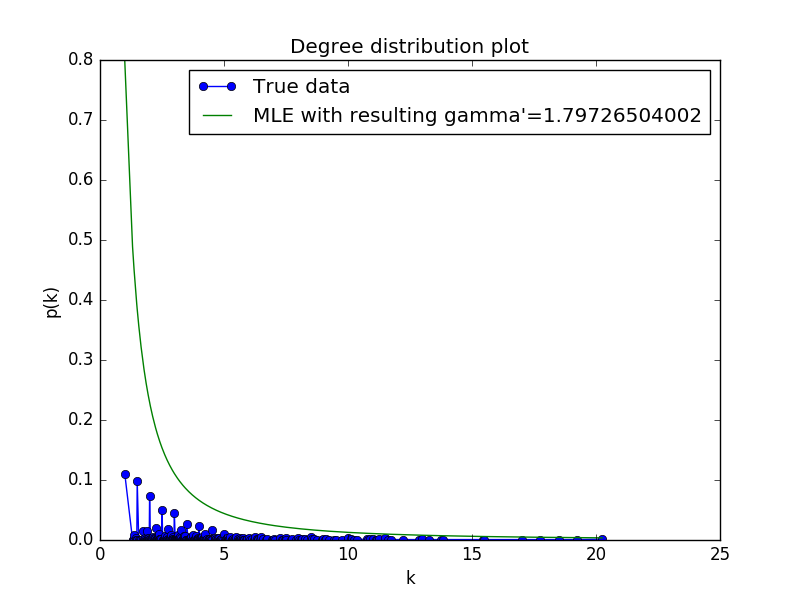 Degree distribution plot
True data
MLE with resulting gamma'=1.79726504002
0.8
0.7
0.6
0.5
0.4
0.3
0.2
0.1
0.0
p(k)
0 5 10 15 20 25
k